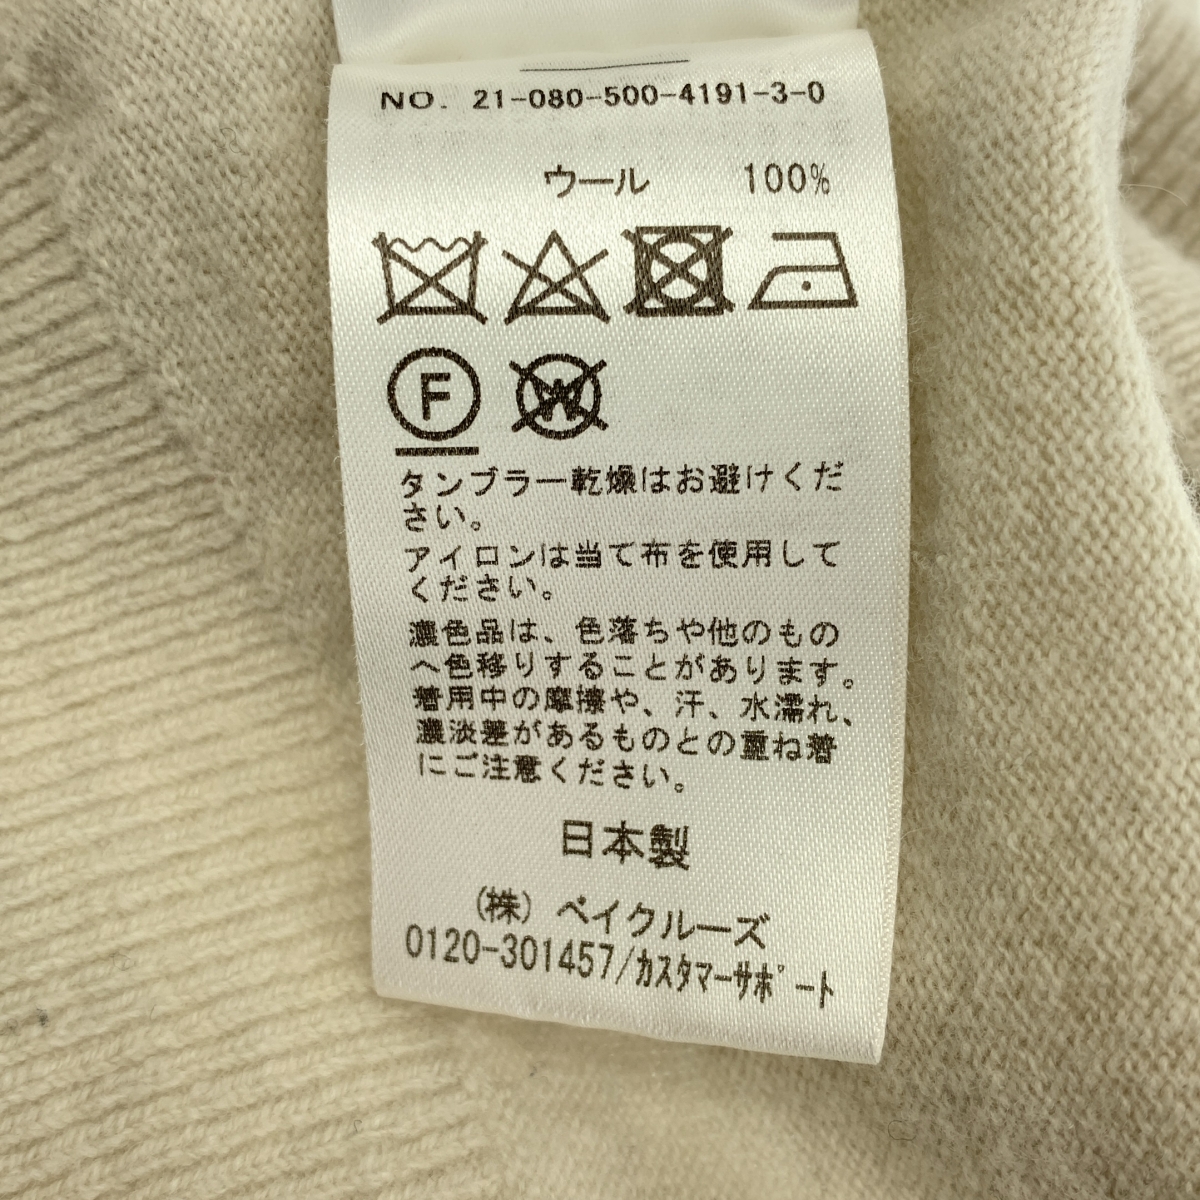 NO. 21-080-500-4191-3-0
ウール 100%
F W
タンブラー乾燥はお避けくだ
さい。
アイロンは当て布を使用して
ください。
濃色品は、色落ちや他のもの
へ色移りすることがあります。
着用中の摩擦や、汗、水濡れ、
濃淡差があるものとの重ね着
にご注意ください。
日本製
(株) ベイクルーズ
0120-301457/カスタマーサポート